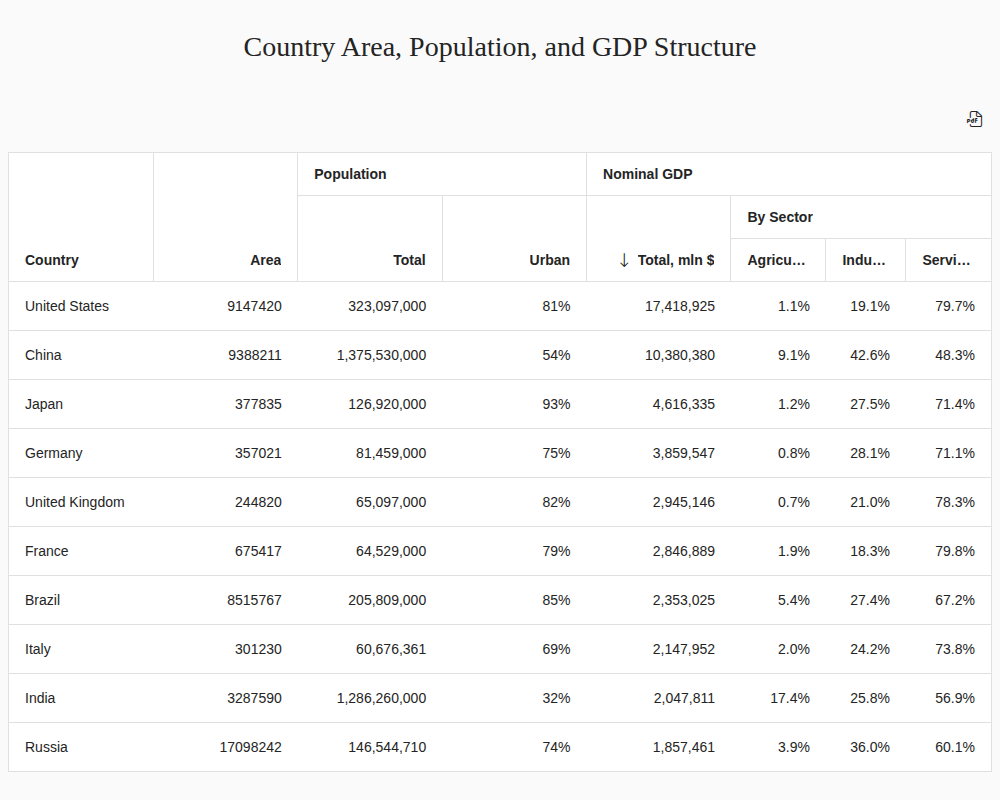 Country Area, Population, and GDP Structure
PDF
Population Nominal GDP
By Sector
Country Area Total Urban Total, mln $ Agricu… Indu… Servi…
United States 9147420 323,097,000 81% 17,418,925 1.1% 19.1% 79.7%
China 9388211 1,375,530,000 54% 10,380,380 9.1% 42.6% 48.3%
Japan 377835 126,920,000 93% 4,616,335 1.2% 27.5% 71.4%
Germany 357021 81,459,000 75% 3,859,547 0.8% 28.1% 71.1%
United Kingdom 244820 65,097,000 82% 2,945,146 0.7% 21.0% 78.3%
France 675417 64,529,000 79% 2,846,889 1.9% 18.3% 79.8%
Brazil 8515767 205,809,000 85% 2,353,025 5.4% 27.4% 67.2%
Italy 301230 60,676,361 69% 2,147,952 2.0% 24.2% 73.8%
India 3287590 1,286,260,000 32% 2,047,811 17.4% 25.8% 56.9%
Russia 17098242 146,544,710 74% 1,857,461 3.9% 36.0% 60.1%